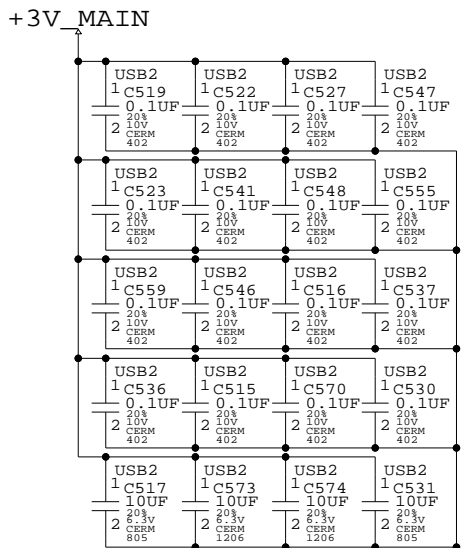 +3V_MAIN
USB2 USB2 USB2 USB2
1 C519 1 C522 1 C527 1 C547
0.1UF 0.1UF 0.1UF 0.1UF
20% 20% 20% 20%
2 10V 2 10V 2 10V 2 10V
CERM CERM CERM CERM
402 402 402 402
USB2 USB2 USB2 USB2
1 C523 1 C541 1 C548 1 C555
0.1UF 0.1UF 0.1UF 0.1UF
20% 20% 20% 20%
2 10V 2 10V 2 10V 2 10V
CERM CERM CERM CERM
402 402 402 402
USB2 USB2 USB2 USB2
1 C559 1 C546 1 C516 1 C537
0.1UF 0.1UF 0.1UF 0.1UF
20% 20% 20% 20%
2 10V 2 10V 2 10V 2 10V
CERM CERM CERM CERM
402 402 402 402
USB2 USB2 USB2 USB2
1 C536 1 C515 1 C570 1 C530
0.1UF 0.1UF 0.1UF 0.1UF
20% 20% 20% 20%
2 10V 2 10V 2 10V 2 10V
CERM CERM CERM CERM
402 402 402 402
USB2 USB2 USB2 USB2
1 C517 1 C573 1 C574 1 C531
10UF 10UF 10UF 10UF
20% 20% 20% 20%
2 6.3V 2 6.3V 2 6.3V 2 6.3V
CERM CERM CERM CERM
805 1206 1206 805